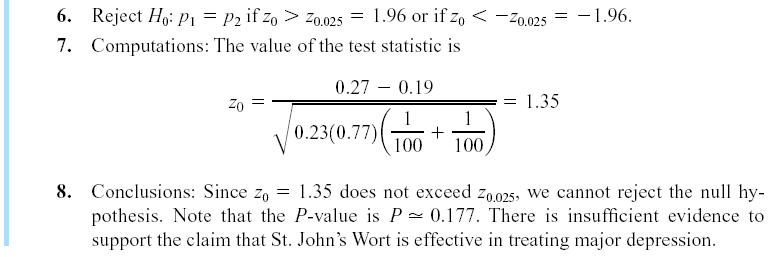 6. Reject H₀: p₁ = p₂ if z₀ > z₀.₀₂₅ = 1.96 or if z₀ < −z₀.₀₂₅ = −1.96.
7. Computations: The value of the test statistic is
z₀ = (0.27 − 0.19) / √(0.23(0.77)(1/100 + 1/100)) = 1.35
8. Conclusions: Since z₀ = 1.35 does not exceed z₀.₀₂₅, we cannot reject the null hy-
pothesis. Note that the P-value is P ≃ 0.177. There is insufficient evidence to
support the claim that St. John’s Wort is effective in treating major depression.